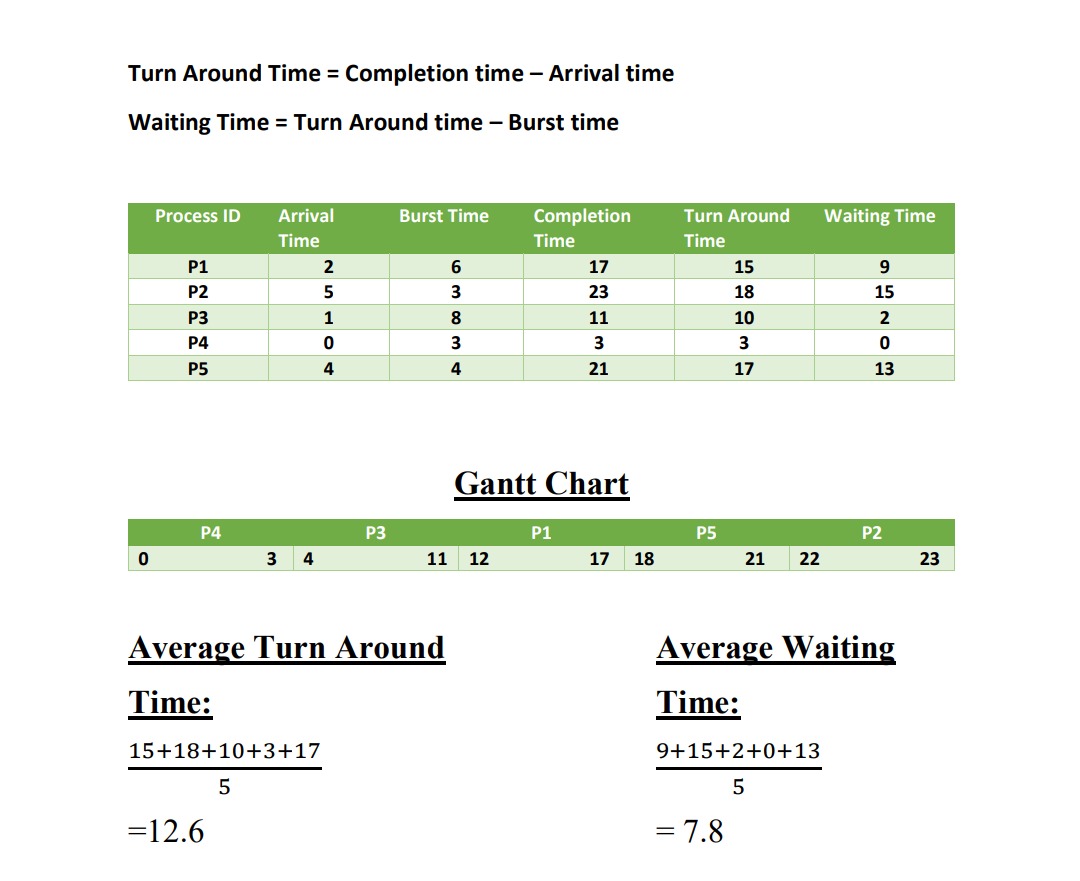 Turn Around Time = Completion time – Arrival time
Waiting Time = Turn Around time – Burst time
Process ID Arrival Time Burst Time Completion Time Turn Around Time Waiting Time
P1 2 6 17 15 9
P2 5 3 23 18 15
P3 1 8 11 10 2
P4 0 3 3 3 0
P5 4 4 21 17 13
Gantt Chart
P4 P3 P1 P5 P2
0 3 4 11 12 17 18 21 22 23
Average Turn Around
Time:
15+18+10+3+17
5
=12.6
Average Waiting
Time:
9+15+2+0+13
5
= 7.8